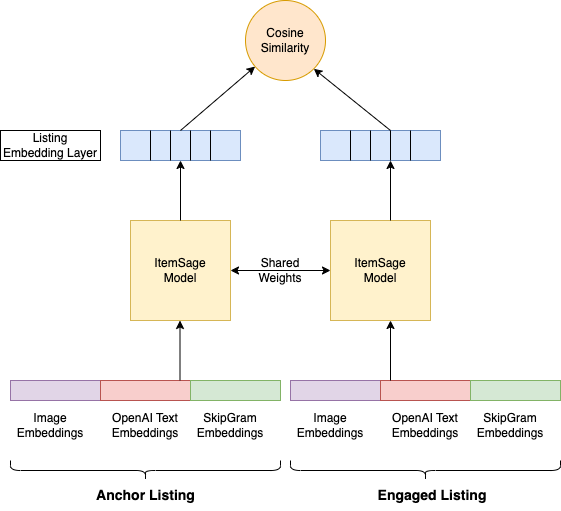 Cosine
Similarity
Listing
Embedding Layer
ItemSage
Model
Shared
Weights
ItemSage
Model
Image
Embeddings
OpenAI Text
Embeddings
SkipGram
Embeddings
Image
Embeddings
OpenAI Text
Embeddings
SkipGram
Embeddings
Anchor Listing
Engaged Listing